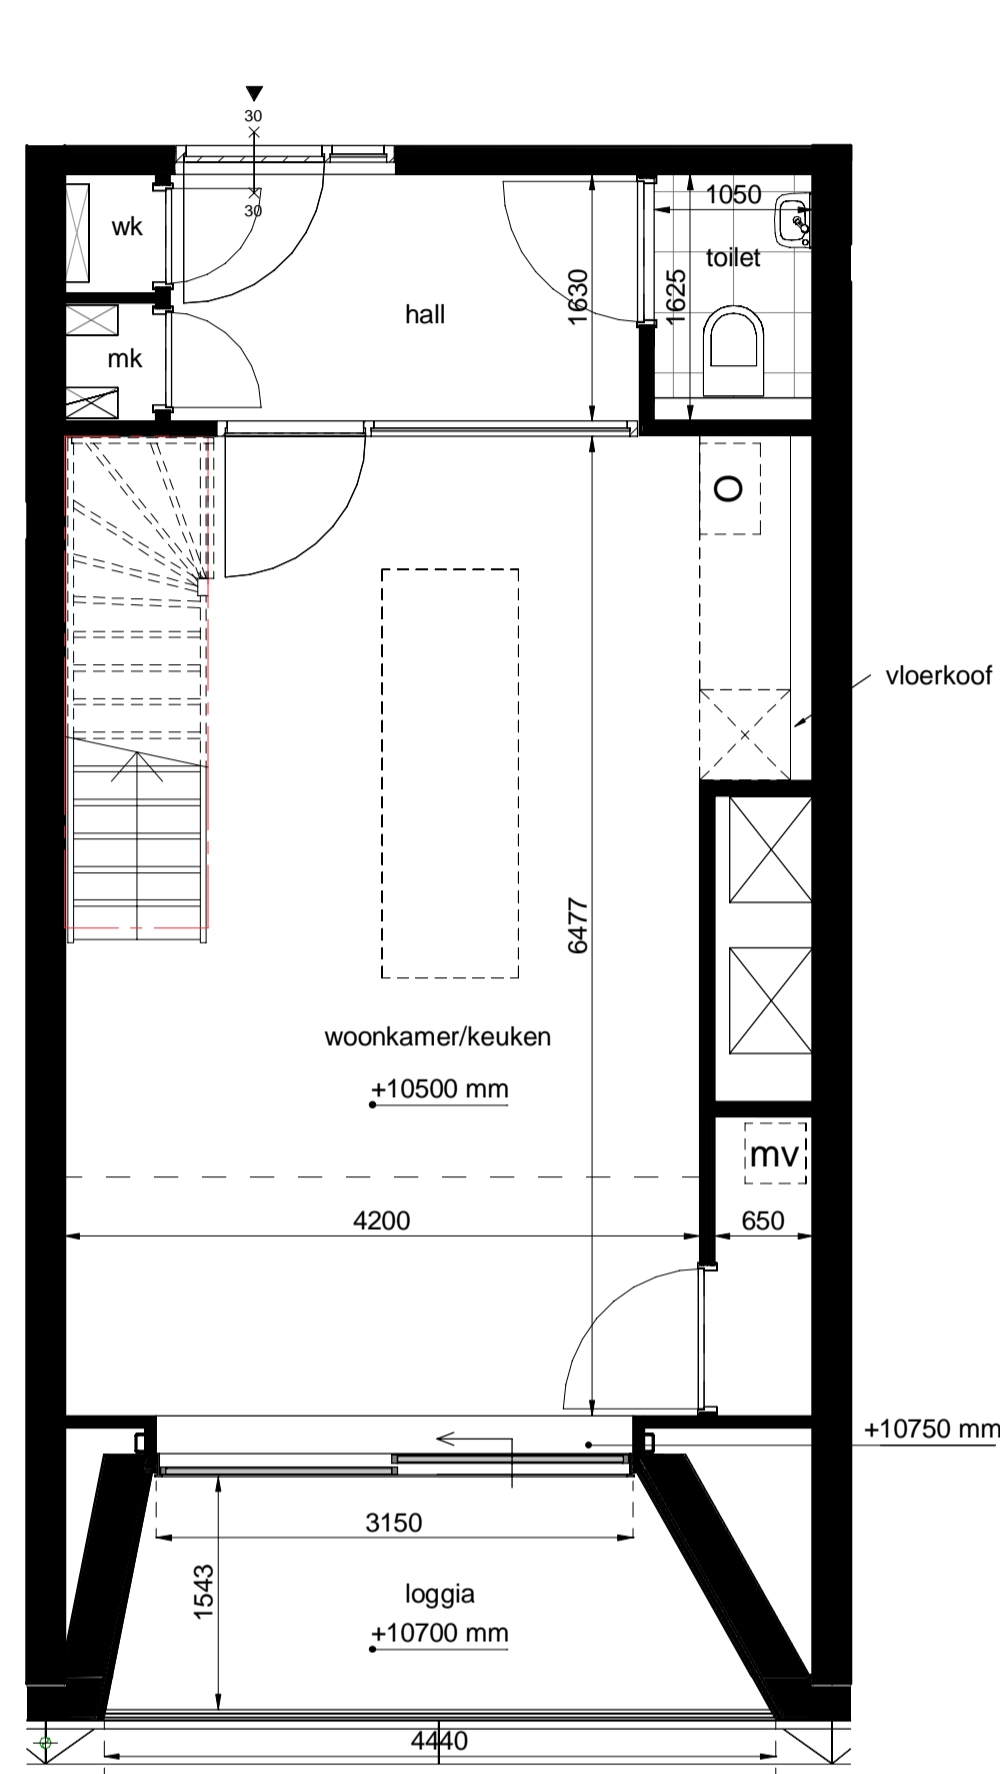 30
30
wk
1050
toilet
hall
1630
1625
mk
O
vloerkoof
6477
woonkamer/keuken
+10500 mm
mv
4200
650
+10750 mm
3150
1543
loggia
+10700 mm
4440